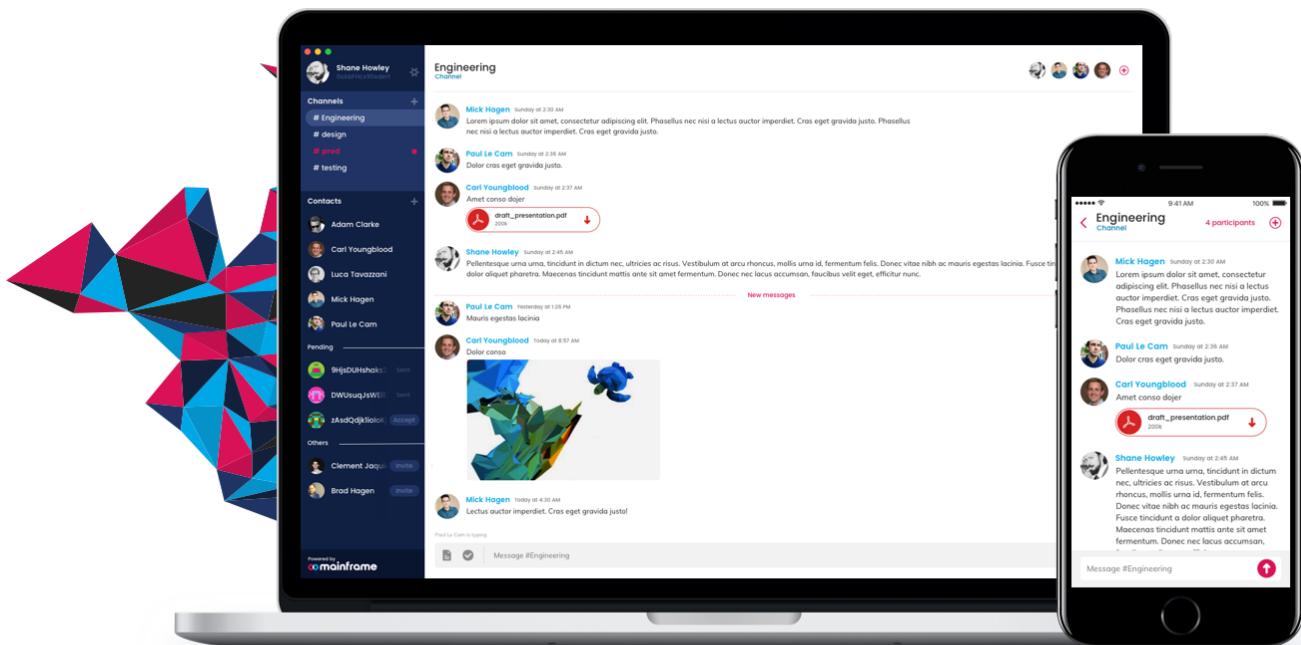 Shane Howley
Channels
+
# Engineering
# design
# pred
# testing
Contacts
+
Adam Clarke
Carl Youngblood
Luca Tavazzani
Mick Hagen
Paul Le Cam
Pending
9HjsDUHshaks Sent
DWUsuqJsWE Sent
zAsdQdjk1iolo Accept
Others
Clement Jaqu Invite
Brad Hagen Invite
Powered by
mainframe
Engineering
Channel
Mick Hagen Sunday at 2:30 AM
Lorem ipsum dolor sit amet, consectetur adipiscing elit. Phasellus nec nisi a lectus auctor imperdiet. Cras eget gravida justo. Phasellus
nec nisi a lectus auctor imperdiet. Cras eget gravida justo.
Paul Le Cam Sunday at 2:36 AM
Dolor cras eget gravida justo.
Carl Youngblood Sunday at 2:37 AM
Amet conso dojer
draft_presentation.pdf
200k
Shane Howley Sunday at 2:45 AM
Pellentesque urna urna, tincidunt in dictum nec, ultricies ac risus. Vestibulum at arcu rhoncus, mollis urna id, fermentum felis. Donec vitae nibh ac mauris egestas lacinia. Fusce tin
dolor aliquet pharetra. Maecenas tincidunt mattis ante sit amet fermentum. Donec nec lacus accumsan, faucibus velit eget, efficitur nunc.
New messages
Paul Le Cam Yesterday at 1:26 PM
Mauris egestas lacinia
Carl Youngblood Today at 8:57 AM
Dolor conso
Mick Hagen Today at 4:30 AM
Lectus auctor imperdiet. Cras eget gravida justo!
Paul Le Cam is typing
Message #Engineering
9:41 AM 100%
Engineering
Channel
4 participants
Mick Hagen Sunday at 2:30 AM
Lorem ipsum dolor sit amet, consectetur
adipiscing elit. Phasellus nec nisi a lectus
auctor imperdiet. Cras eget gravida justo.
Phasellus nec nisi a lectus auctor imperdiet.
Cras eget gravida justo.
Paul Le Cam Sunday at 2:36 AM
Dolor cras eget gravida justo.
Carl Youngblood Sunday at 2:37 AM
Amet conso dojer
draft_presentation.pdf
200k
Shane Howley Sunday at 2:45 AM
Pellentesque urna urna, tincidunt in dictum
nec, ultricies ac risus. Vestibulum at arcu
rhoncus, mollis urna id, fermentum felis.
Donec vitae nibh ac mauris egestas lacinia.
Fusce tincidunt a dolor aliquet pharetra.
Maecenas tincidunt mattis ante sit amet
fermentum. Donec nec lacus accumsan,
Message #Engineering